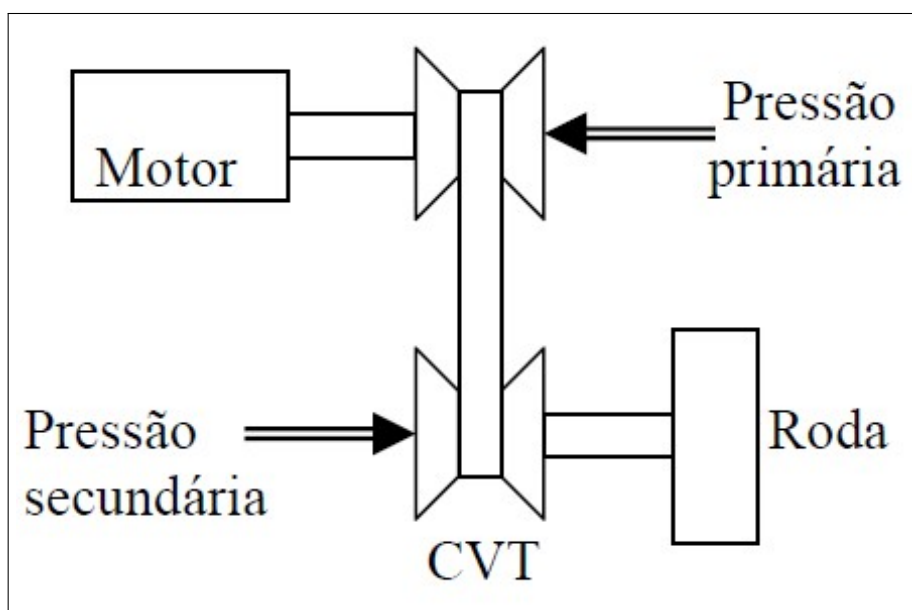 Motor
Pressão
primária
Pressão
secundária
Roda
CVT